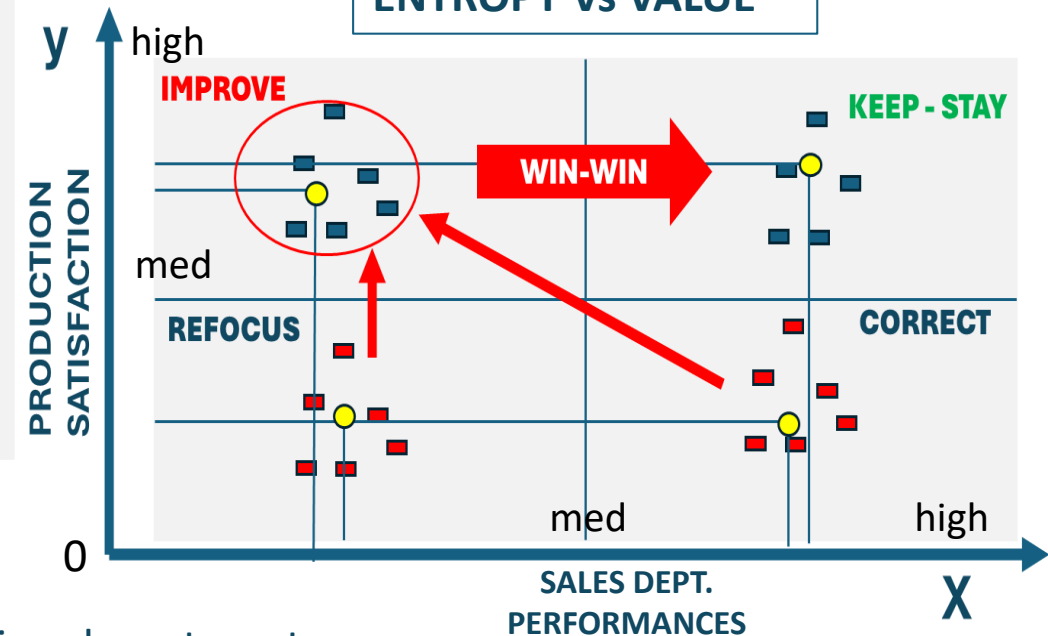 ENTROPY vs VALUE
y
high
IMPROVE
KEEP - STAY
WIN-WIN
PRODUCTION
SATISFACTION
med
REFOCUS
CORRECT
med
high
0
SALES DEPT.
PERFORMANCES
X